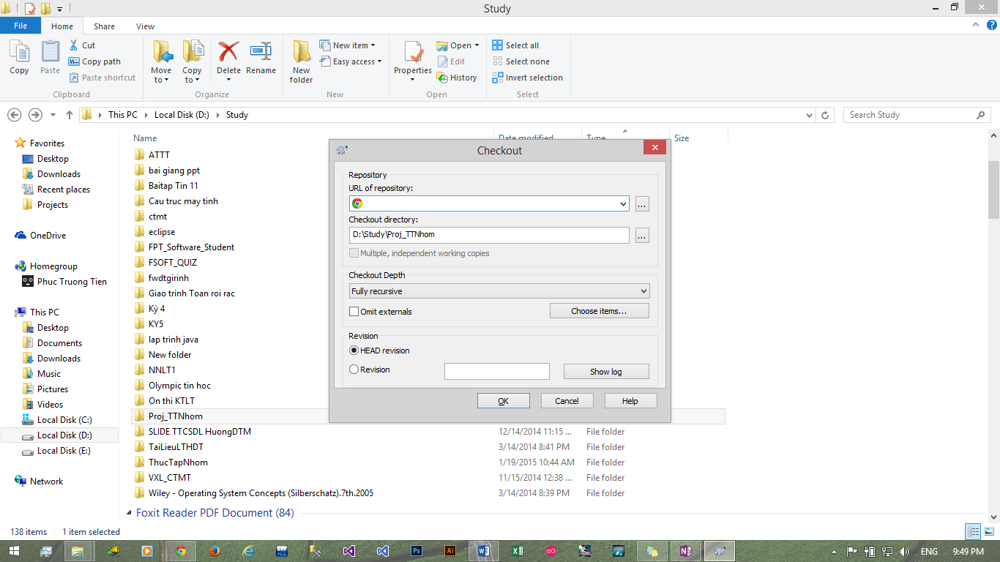 Study
File Home Share View
Copy Paste Cut Copy path Paste shortcut Move to Copy to Delete Rename New folder New item Easy access Properties Open Edit History Select all Select none Invert selection
Clipboard Organize New Open Select
This PC Local Disk (D:) Study Search Study
Name Date modified Type Size
Favorites
Desktop
Downloads
Recent places
Projects
OneDrive
Homegroup
Phuc Truong Tien
This PC
Desktop
Documents
Downloads
Music
Pictures
Videos
Local Disk (C:)
Local Disk (D:)
Local Disk (E:)
Network
ATTT
bai giang ppt
Baitap Tin 11
Cau truc may tinh
ctmt
eclipse
FPT_Software_Student
FSOFT_QUIZ
fwdtgirinh
Giao trinh Toan roi rac
Kỳ 4
KY5
lap trinh java
New folder
NNLT1
Olympic tin hoc
On thi KTLT
Proj_TTNhom
SLIDE TTCSDL HuongDTM 12/14/2014 11:15 ... File folder
TaiLieuLTHDT 3/14/2014 8:41 PM File folder
ThucTapNhom 1/19/2015 10:44 AM File folder
VXL_CTMT 11/15/2014 12:38 ... File folder
Wiley - Operating System Concepts (Silberschatz).7th.2005 3/14/2014 8:39 PM File folder
Foxit Reader PDF Document (84)
Checkout
Repository
URL of repository:
...
Checkout directory:
D:\Study\Proj_TTNhom ...
Multiple, independent working copies
Checkout Depth
Fully recursive
Omit externals Choose items...
Revision
HEAD revision
Revision Show log
OK Cancel Help
138 items 1 item selected
ENG 9:49 PM